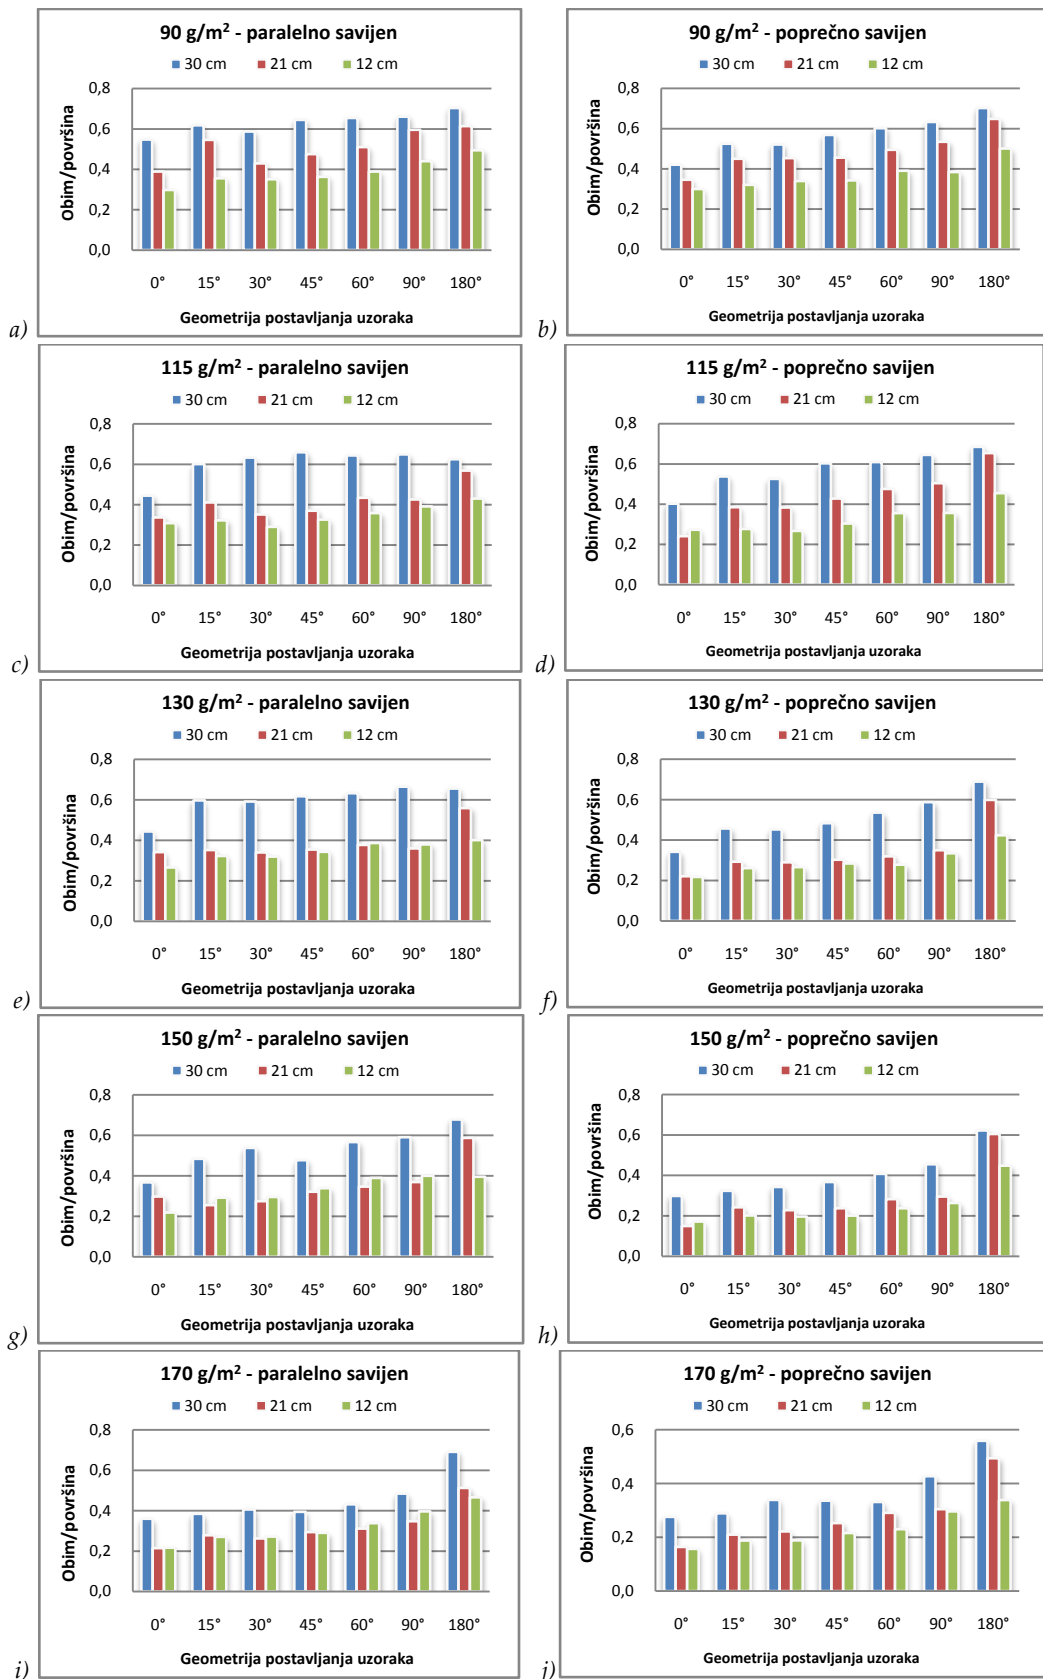 90 g/m² - paralelno savijen
30 cm 21 cm 12 cm
0,8
0,6
0,4
0,2
0,0
Obim/površina
0° 15° 30° 45° 60° 90° 180°
Geometrija postavljanja uzoraka
a)
90 g/m² - poprečno savijen
30 cm 21 cm 12 cm
0,8
0,6
0,4
0,2
0,0
Obim/površina
0° 15° 30° 45° 60° 90° 180°
Geometrija postavljanja uzoraka
b)
115 g/m² - paralelno savijen
30 cm 21 cm 12 cm
0,8
0,6
0,4
0,2
0,0
Obim/površina
0° 15° 30° 45° 60° 90° 180°
Geometrija postavljanja uzoraka
c)
115 g/m² - poprečno savijen
30 cm 21 cm 12 cm
0,8
0,6
0,4
0,2
0,0
Obim/površina
0° 15° 30° 45° 60° 90° 180°
Geometrija postavljanja uzoraka
d)
130 g/m² - paralelno savijen
30 cm 21 cm 12 cm
0,8
0,6
0,4
0,2
0,0
Obim/površina
0° 15° 30° 45° 60° 90° 180°
Geometrija postavljanja uzoraka
e)
130 g/m² - poprečno savijen
30 cm 21 cm 12 cm
0,8
0,6
0,4
0,2
0,0
Obim/površina
0° 15° 30° 45° 60° 90° 180°
Geometrija postavljanja uzoraka
f)
150 g/m² - paralelno savijen
30 cm 21 cm 12 cm
0,8
0,6
0,4
0,2
0,0
Obim/površina
0° 15° 30° 45° 60° 90° 180°
Geometrija postavljanja uzoraka
g)
150 g/m² - poprečno savijen
30 cm 21 cm 12 cm
0,8
0,6
0,4
0,2
0,0
Obim/površina
0° 15° 30° 45° 60° 90° 180°
Geometrija postavljanja uzoraka
h)
170 g/m² - paralelno savijen
30 cm 21 cm 12 cm
0,8
0,6
0,4
0,2
0,0
Obim/površina
0° 15° 30° 45° 60° 90° 180°
Geometrija postavljanja uzoraka
i)
170 g/m² - poprečno savijen
30 cm 21 cm 12 cm
0,6
0,4
0,2
0,0
Obim/površina
0° 15° 30° 45° 60° 90° 180°
Geometrija postavljanja uzoraka
j)